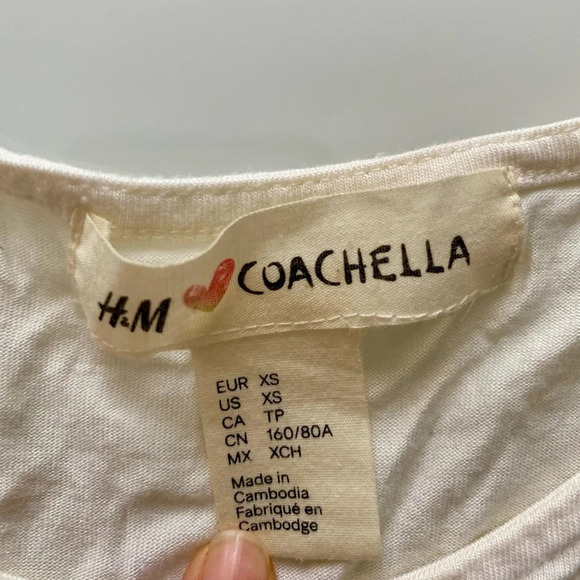 H&M COACHELLA
EUR XS
US XS
CA TP
CN 160/80A
MX XCH
Made in
Cambodia
Fabriqué en
Cambodge